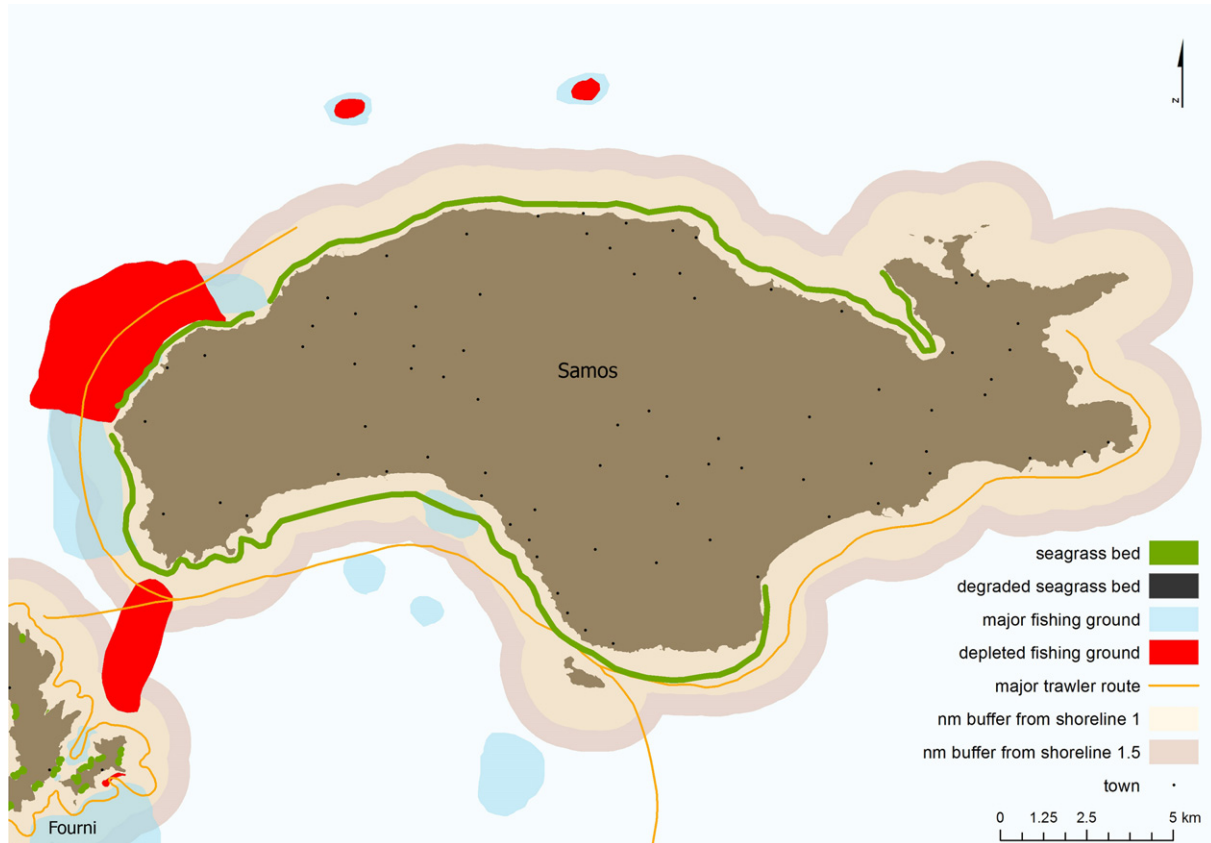 z
Samos
seagrass bed
degraded seagrass bed
major fishing ground
depleted fishing ground
major trawler route
nm buffer from shoreline 1
nm buffer from shoreline 1.5
town
0 1.25 2.5 5 km
Fourni